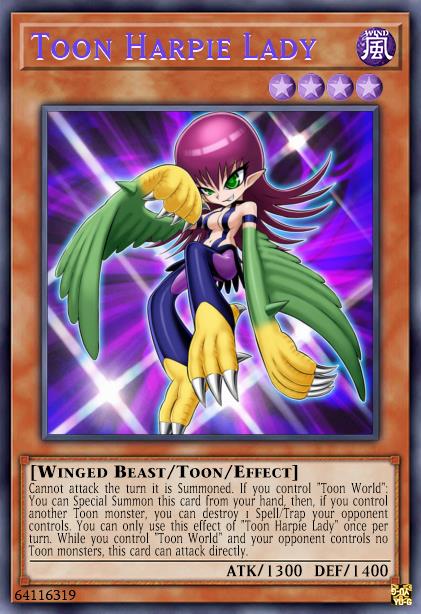 Toon Harpie Lady
WIND
風
[Winged Beast/Toon/Effect]
Cannot attack the turn it is Summoned. If you control "Toon World":
You can Special Summon this card from your hand, then, if you control
another Toon monster, you can destroy 1 Spell/Trap your opponent
controls. You can only use this effect of "Toon Harpie Lady" once per
turn. While you control "Toon World" and your opponent controls no
Toon monsters, this card can attack directly.
ATK/1300 DEF/1400
64116319